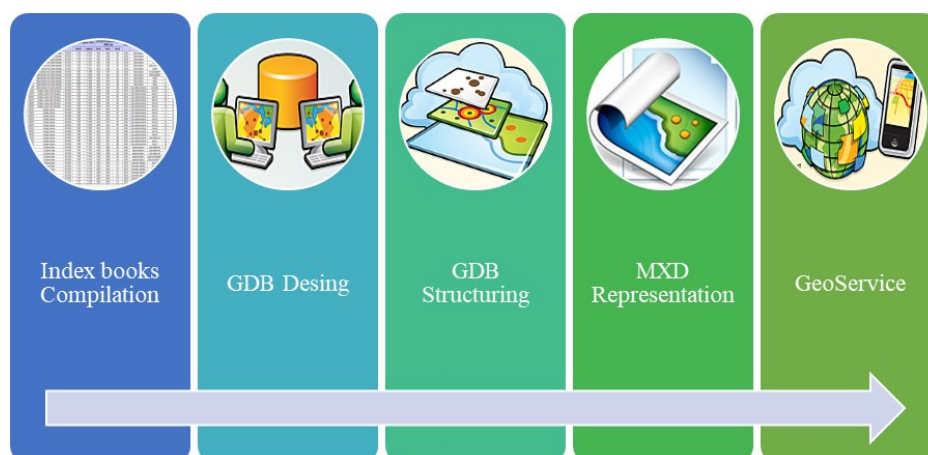 Index books
Compilation
GDB Desing
GDB
Structuring
MXD
Representation
GeoService